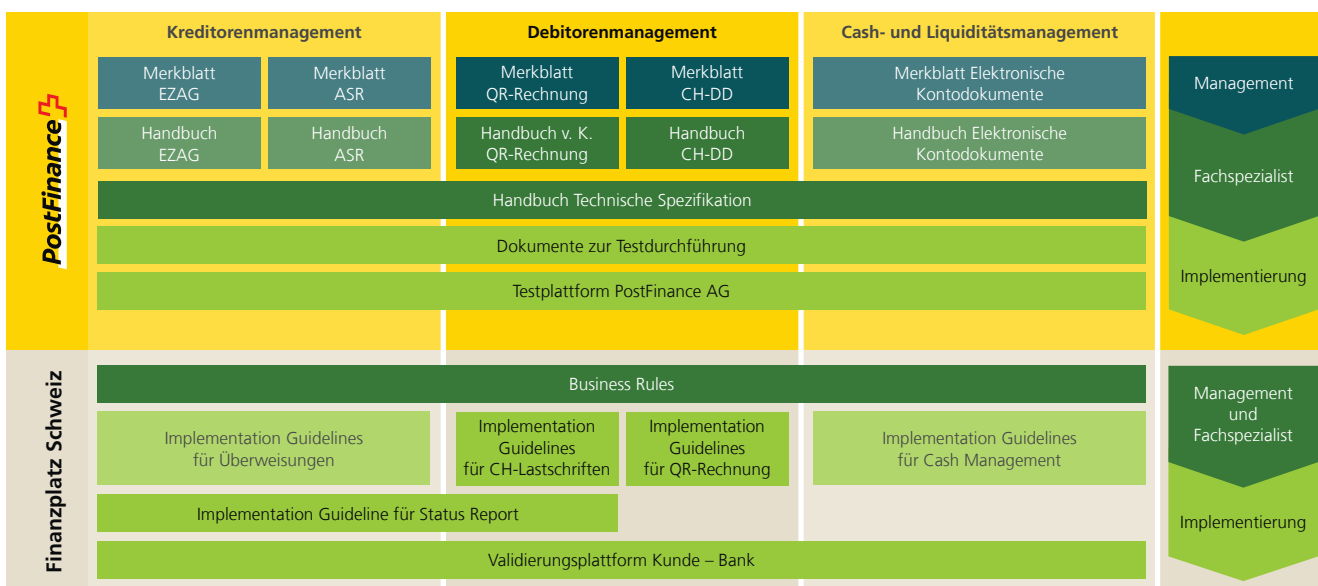 Kreditorenmanagement
Debitorenmanagement
Cash- und Liquiditätsmanagement
PostFinance
Merkblatt
EZAG
Merkblatt
ASR
Merkblatt
QR-Rechnung
Merkblatt
CH-DD
Merkblatt Elektronische
Kontodokumente
Management
Handbuch
EZAG
Handbuch
ASR
Handbuch v. K.
QR-Rechnung
Handbuch
CH-DD
Handbuch Elektronische
Kontodokumente
Fachspezialist
Handbuch Technische Spezifikation
Dokumente zur Testdurchführung
Testplattform PostFinance AG
Implementierung
Finanzplatz Schweiz
Business Rules
Management
und
Fachspezialist
Implementation Guidelines
für Überweisungen
Implementation
Guidelines
für CH-Lastschriften
Implementation
Guidelines
für QR-Rechnung
Implementation Guidelines
für Cash Management
Implementation Guideline für Status Report
Implementierung
Validierungsplattform Kunde – Bank